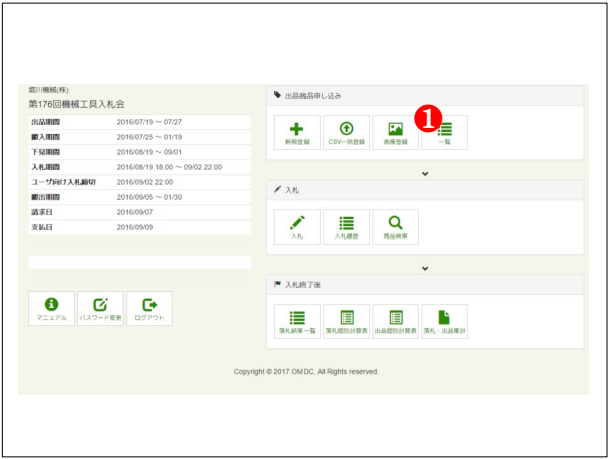 堀川機械(株)
第176回機械工具入札会
出品期間 2016/07/19 ～ 07/27
搬入期間 2016/07/25 ～ 01/19
下見期間 2016/08/19 ～ 09/01
入札期間 2016/08/19 18:00 ～ 09/02 22:00
ユーザ向け入札締切 2016/09/02 22:00
搬出期間 2016/09/05 ～ 01/30
請求日 2016/09/07
支払日 2016/09/09
マニュアル パスワード変更 ログアウト
出品商品申し込み
1
新規登録 CSV一括登録 画像登録 一覧
入札
入札 入札履歴 商品検索
入札終了後
落札結果一覧 落札個別計算表 出品個別計算表 落札・出品集計
Copyright © 2017 OMDC, All Rights reserved.